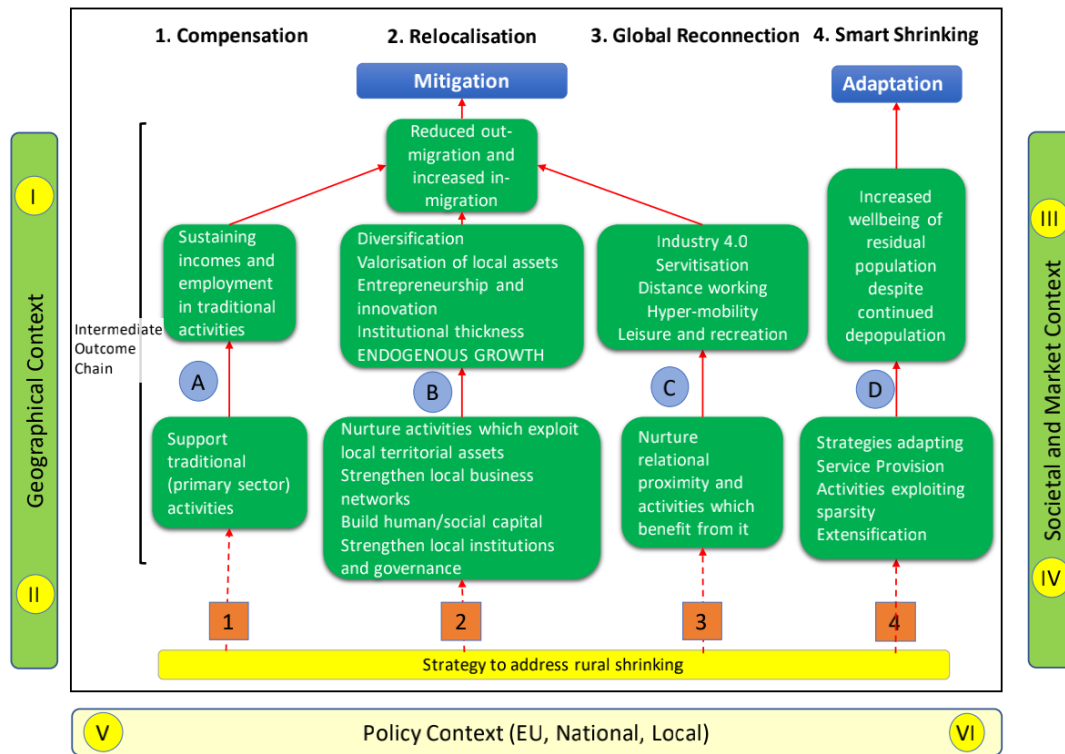 1. Compensation
2. Relocalisation
3. Global Reconnection
4. Smart Shrinking
Mitigation
Adaptation
Reduced out-
migration and
increased in-
migration
Geographical Context
I
II
Intermediate
Outcome
Chain
Sustaining
incomes and
employment
in traditional
activities
Diversification
Valorisation of local assets
Entrepreneurship and
innovation
Institutional thickness
ENDOGENOUS GROWTH
Industry 4.0
Servitisation
Distance working
Hyper-mobility
Leisure and recreation
Increased
wellbeing of
residual
population
despite
continued
depopulation
A
B
C
D
Support
traditional
(primary sector)
activities
Nurture activities which exploit
local territorial assets
Strengthen local business
networks
Build human/social capital
Strengthen local institutions
and governance
Nurture
relational
proximity and
activities which
benefit from it
Strategies adapting
Service Provision
Activities exploiting
sparsity
Extensification
III
Societal and Market Context
IV
1
2
3
4
Strategy to address rural shrinking
V
Policy Context (EU, National, Local)
VI